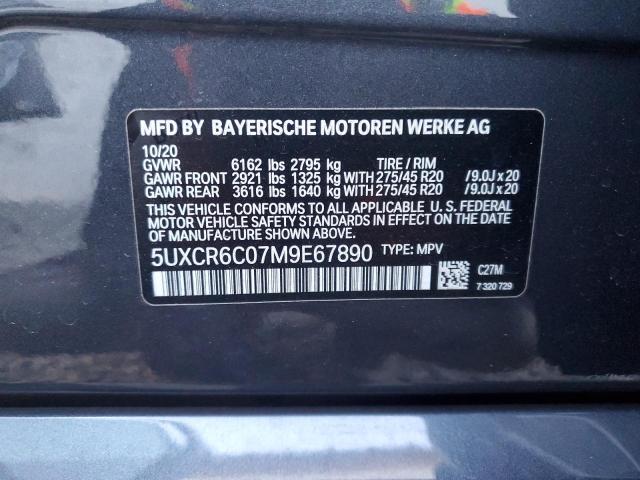 MFD BY BAYERISCHE MOTOREN WERKE AG
10/20
GVWR 6162 lbs 2795 kg TIRE / RIM
GAWR FRONT 2921 lbs 1325 kg WITH 275/45 R20 /9.0J x 20
GAWR REAR 3616 lbs 1640 kg WITH 275/45 R20 /9.0J x 20
THIS VEHICLE CONFORMS TO ALL APPLICABLE U. S. FEDERAL
MOTOR VEHICLE SAFETY STANDARDS IN EFFECT ON THE
DATE OF MANUFACTURE SHOWN ABOVE.
5UXCR6C07M9E67890 TYPE: MPV
C27M
7 320 729